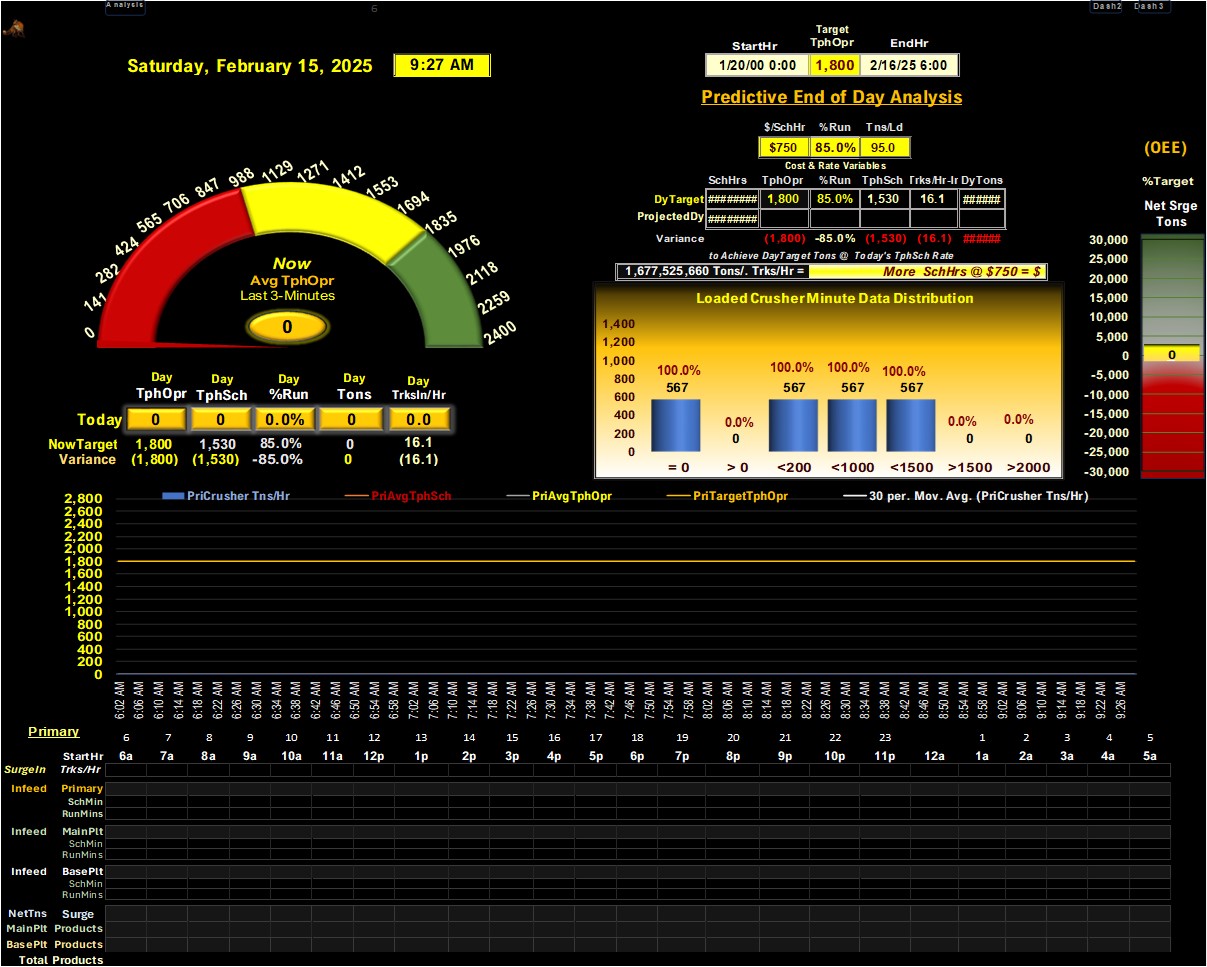 Analysis
6
Dash2 Dash3
Saturday, February 15, 2025 9:27 AM
StartHr Target TphOpr EndHr
1/20/00 0:00 1,800 2/16/25 6:00
Predictive End of Day Analysis
$/SchHr %Run Tns/Ld
$750 85.0% 95.0
Cost & Rate Variables
SchHrs TphOpr %Run TphSch Trks/Hr-Ir DyTons
DyTarget ######## 1,800 85.0% 1,530 16.1 ######
ProjectedDy ########
Variance (1,800) -85.0% (1,530) (16.1) ######
to Achieve DayTarget Tons @ Today's TphSch Rate
1,677,525,660 Tons/. Trks/Hr = More SchHrs @ $750 = $
(OEE)
%Target
Net Srge
Tons
30,000
25,000
20,000
15,000
10,000
5,000
0
-5,000
-10,000
-15,000
-20,000
-25,000
-30,000
0
0 141 282 424 565 706 847 988 1129 1271 1412 1553 1694 1835 1976 2118 2259 2400
Now
Avg TphOpr
Last 3-Minutes
0
Loaded Crusher Minute Data Distribution
1,400
1,200
1,000
800
600
400
200
0
100.0% 0.0% 100.0% 100.0% 100.0% 0.0% 0.0%
567 0 567 567 567 0 0
= 0 > 0 <200 <1000 <1500 >1500 >2000
Day Day Day Day Day
TphOpr TphSch %Run Tons TrksIn/Hr
Today 0 0 0.0% 0 0.0
NowTarget 1,800 1,530 85.0% 0 16.1
Variance (1,800) (1,530) -85.0% 0 (16.1)
PriCrusher Tns/Hr PriAvgTphSch PriAvgTphOpr PriTargetTphOpr 30 per. Mov. Avg. (PriCrusher Tns/Hr)
2,800
2,600
2,400
2,200
2,000
1,800
1,600
1,400
1,200
1,000
800
600
400
200
0
6:02 AM 6:06 AM 6:10 AM 6:14 AM 6:18 AM 6:22 AM 6:26 AM 6:30 AM 6:34 AM 6:38 AM 6:42 AM 6:46 AM 6:50 AM 6:54 AM 6:58 AM 7:02 AM 7:06 AM 7:10 AM 7:14 AM 7:18 AM 7:22 AM 7:26 AM 7:30 AM 7:34 AM 7:38 AM 7:42 AM 7:46 AM 7:50 AM 7:54 AM 7:58 AM 8:02 AM 8:06 AM 8:10 AM 8:14 AM 8:18 AM 8:22 AM 8:26 AM 8:30 AM 8:34 AM 8:38 AM 8:42 AM 8:46 AM 8:50 AM 8:54 AM 8:58 AM 9:02 AM 9:06 AM 9:10 AM 9:14 AM 9:18 AM 9:22 AM 9:26 AM
Primary
6 7 8 9 10 11 12 13 14 15 16 17 18 19 20 21 22 23 1 2 3 4 5
StartHr 6a 7a 8a 9a 10a 11a 12p 1p 2p 3p 4p 5p 6p 7p 8p 9p 10p 11p 12a 1a 2a 3a 4a 5a
SurgeIn Trks/Hr
Infeed Primary
SchMin
RunMins
Infeed MainPlt
SchMin
RunMins
Infeed BasePlt
SchMin
RunMins
NetTns Surge
MainPlt Products
BasePlt Products
Total Products